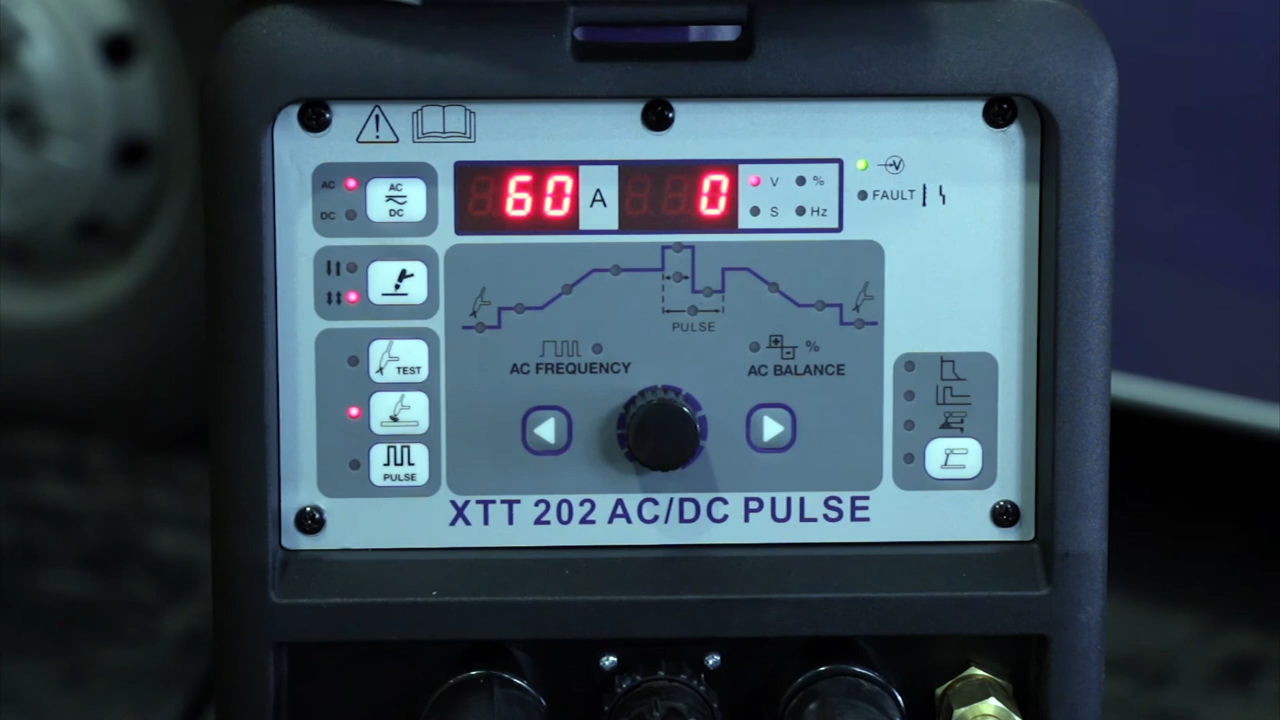 AC
DC
AC
DC
60
A
0
V
%
S
Hz
V
FAULT
TEST
PULSE
PULSE
AC FREQUENCY
%
AC BALANCE
XTT 202 AC/DC PULSE